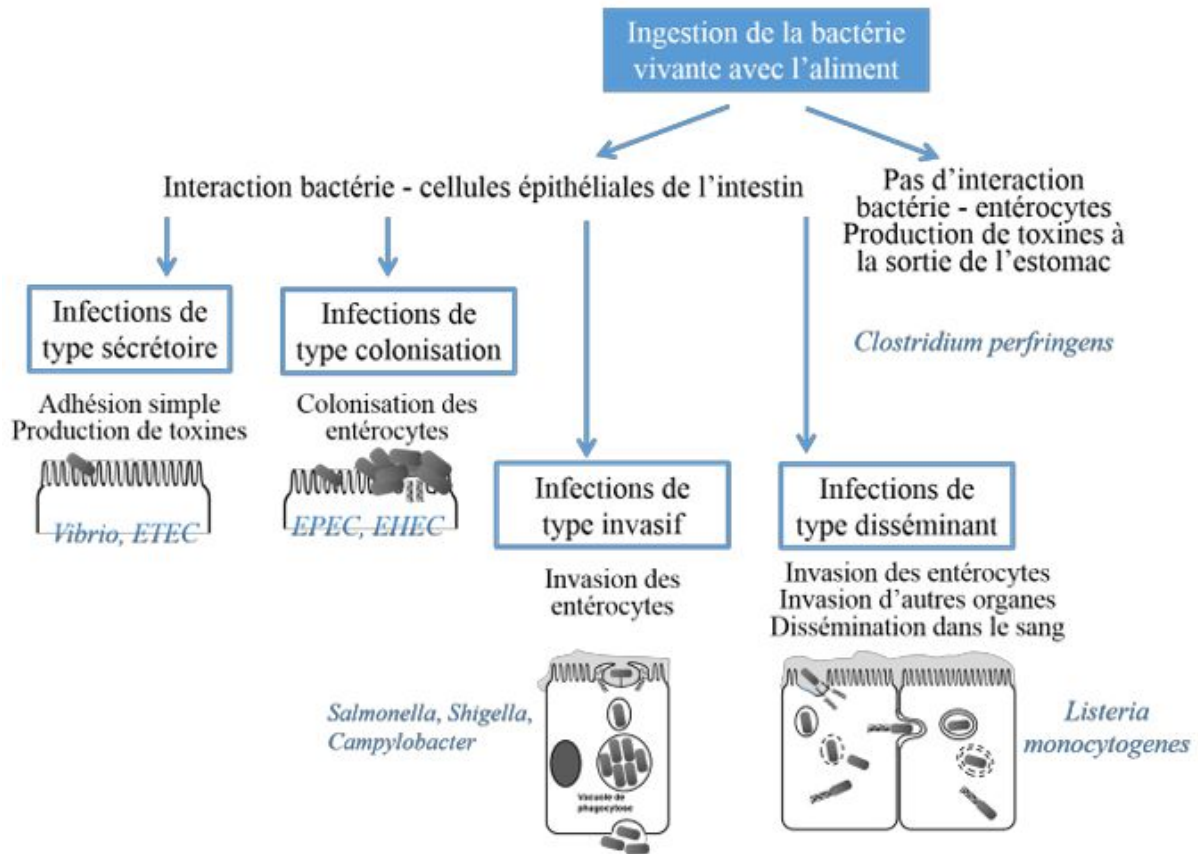 Ingestion de la bactérie
vivante avec l'aliment
Interaction bactérie - cellules épithéliales de l'intestin
Pas d'interaction
bactérie - entérocytes
Production de toxines à
la sortie de l'estomac
Clostridium perfringens
Infections de
type sécrétoire
Adhésion simple
Production de toxines
Vibrio, ETEC
Infections de
type colonisation
Colonisation des
entérocytes
EPEC, EHEC
Infections de
type invasif
Invasion des
entérocytes
Salmonella, Shigella,
Campylobacter
Vacuole de
phagocytose
Infections de
type disséminant
Invasion des entérocytes
Invasion d'autres organes
Dissémination dans le sang
Listeria
monocytogenes